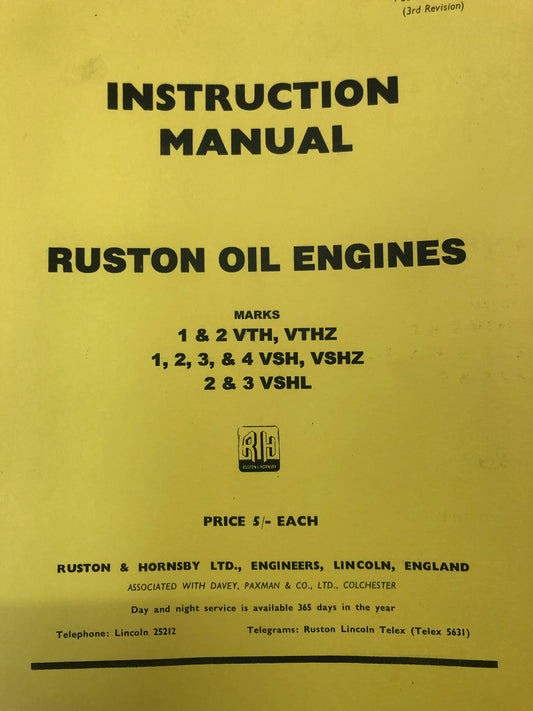 (3rd Revision)
INSTRUCTION
MANUAL
RUSTON OIL ENGINES
MARKS
1 & 2 VTH, VTHZ
1, 2, 3, & 4 VSH, VSHZ
2 & 3 VSHL
RH
RUSTON & HORNSBY
PRICE 5/- EACH
RUSTON & HORNSBY LTD., ENGINEERS, LINCOLN, ENGLAND
ASSOCIATED WITH DAVEY, PAXMAN & CO., LTD., COLCHESTER
Day and night service is available 365 days in the year
Telephone: Lincoln 25212 Telegrams: Ruston Lincoln Telex (Telex 5631)